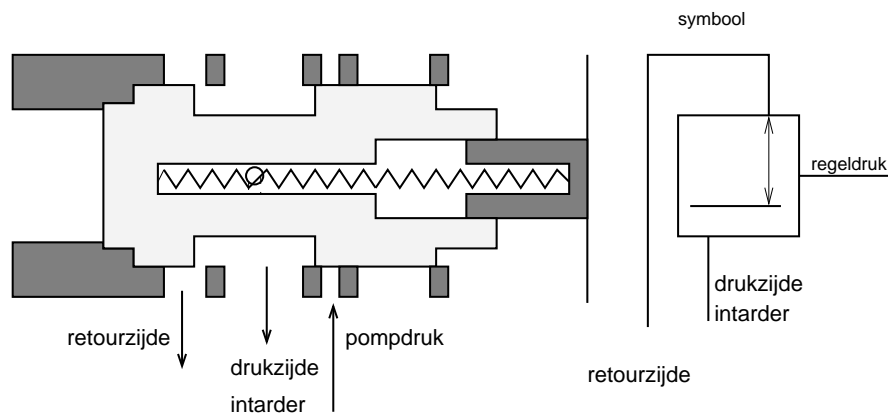 symbool
regeldruk
drukzijde
intarder
retourzijde
pompdruk
drukzijde
intarder
retourzijde